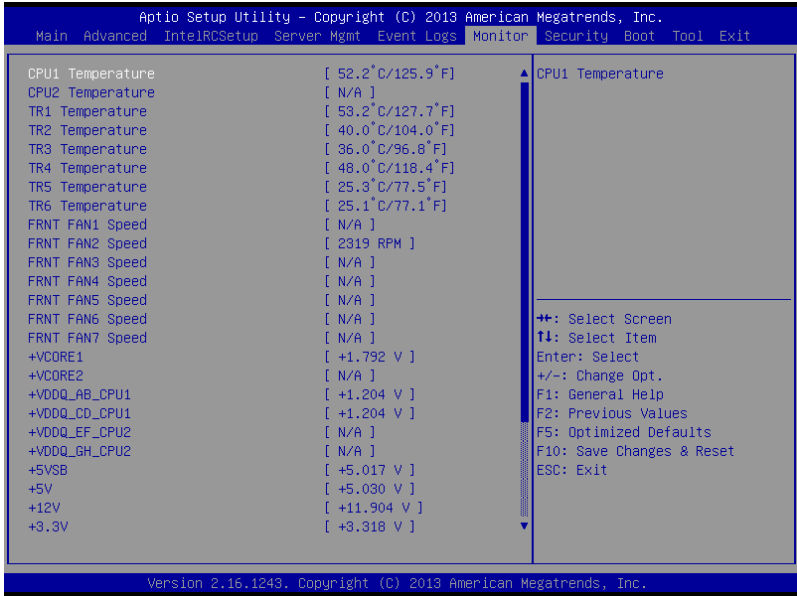 Aptio Setup Utility – Copyright (C) 2013 American Megatrends, Inc.
Main Advanced IntelRCSetup Server Mgmt Event Logs Monitor Security Boot Tool Exit
CPU1 Temperature [ 52.2°C/125.9°F]
CPU2 Temperature [ N/A ]
TR1 Temperature [ 53.2°C/127.7°F]
TR2 Temperature [ 40.0°C/104.0°F]
TR3 Temperature [ 36.0°C/96.8°F]
TR4 Temperature [ 48.0°C/118.4°F]
TR5 Temperature [ 25.3°C/77.5°F]
TR6 Temperature [ 25.1°C/77.1°F]
FRNT FAN1 Speed [ N/A ]
FRNT FAN2 Speed [ 2319 RPM ]
FRNT FAN3 Speed [ N/A ]
FRNT FAN4 Speed [ N/A ]
FRNT FAN5 Speed [ N/A ]
FRNT FAN6 Speed [ N/A ]
FRNT FAN7 Speed [ N/A ]
+VCORE1 [ +1.792 V ]
+VCORE2 [ N/A ]
+VDDQ_AB_CPU1 [ +1.204 V ]
+VDDQ_CD_CPU1 [ +1.204 V ]
+VDDQ_EF_CPU2 [ N/A ]
+VDDQ_GH_CPU2 [ N/A ]
+5VSB [ +5.017 V ]
+5V [ +5.030 V ]
+12V [ +11.904 V ]
+3.3V [ +3.318 V ]
CPU1 Temperature
→←: Select Screen
↑↓: Select Item
Enter: Select
+/-: Change Opt.
F1: General Help
F2: Previous Values
F5: Optimized Defaults
F10: Save Changes & Reset
ESC: Exit
Version 2.16.1243. Copyright (C) 2013 American Megatrends, Inc.